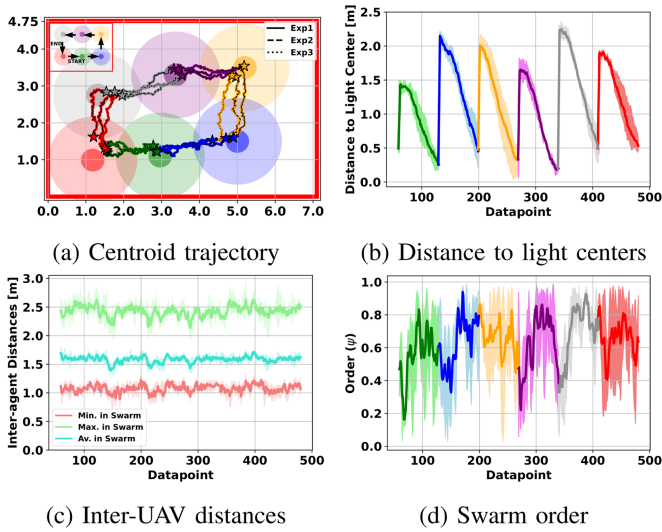 4.75
4.0
3.0
2.0
1.0
0.0
1.0
2.0
3.0
4.0
5.0
6.0
7.0
END
START
Exp1
Exp2
Exp3
(a) Centroid trajectory
Distance to Light Center [m]
2.5
2.0
1.5
1.0
0.5
0.0
100
200
300
400
500
Datapoint
(b) Distance to light centers
Inter-agent Distances [m]
3.0
2.5
2.0
1.5
1.0
0.5
0.0
100
200
300
400
500
Min. in Swarm
Max. in Swarm
Av. in Swarm
Datapoint
(c) Inter-UAV distances
Order (ψ)
1.0
0.8
0.6
0.4
0.2
0.0
100
200
300
400
500
Datapoint
(d) Swarm order